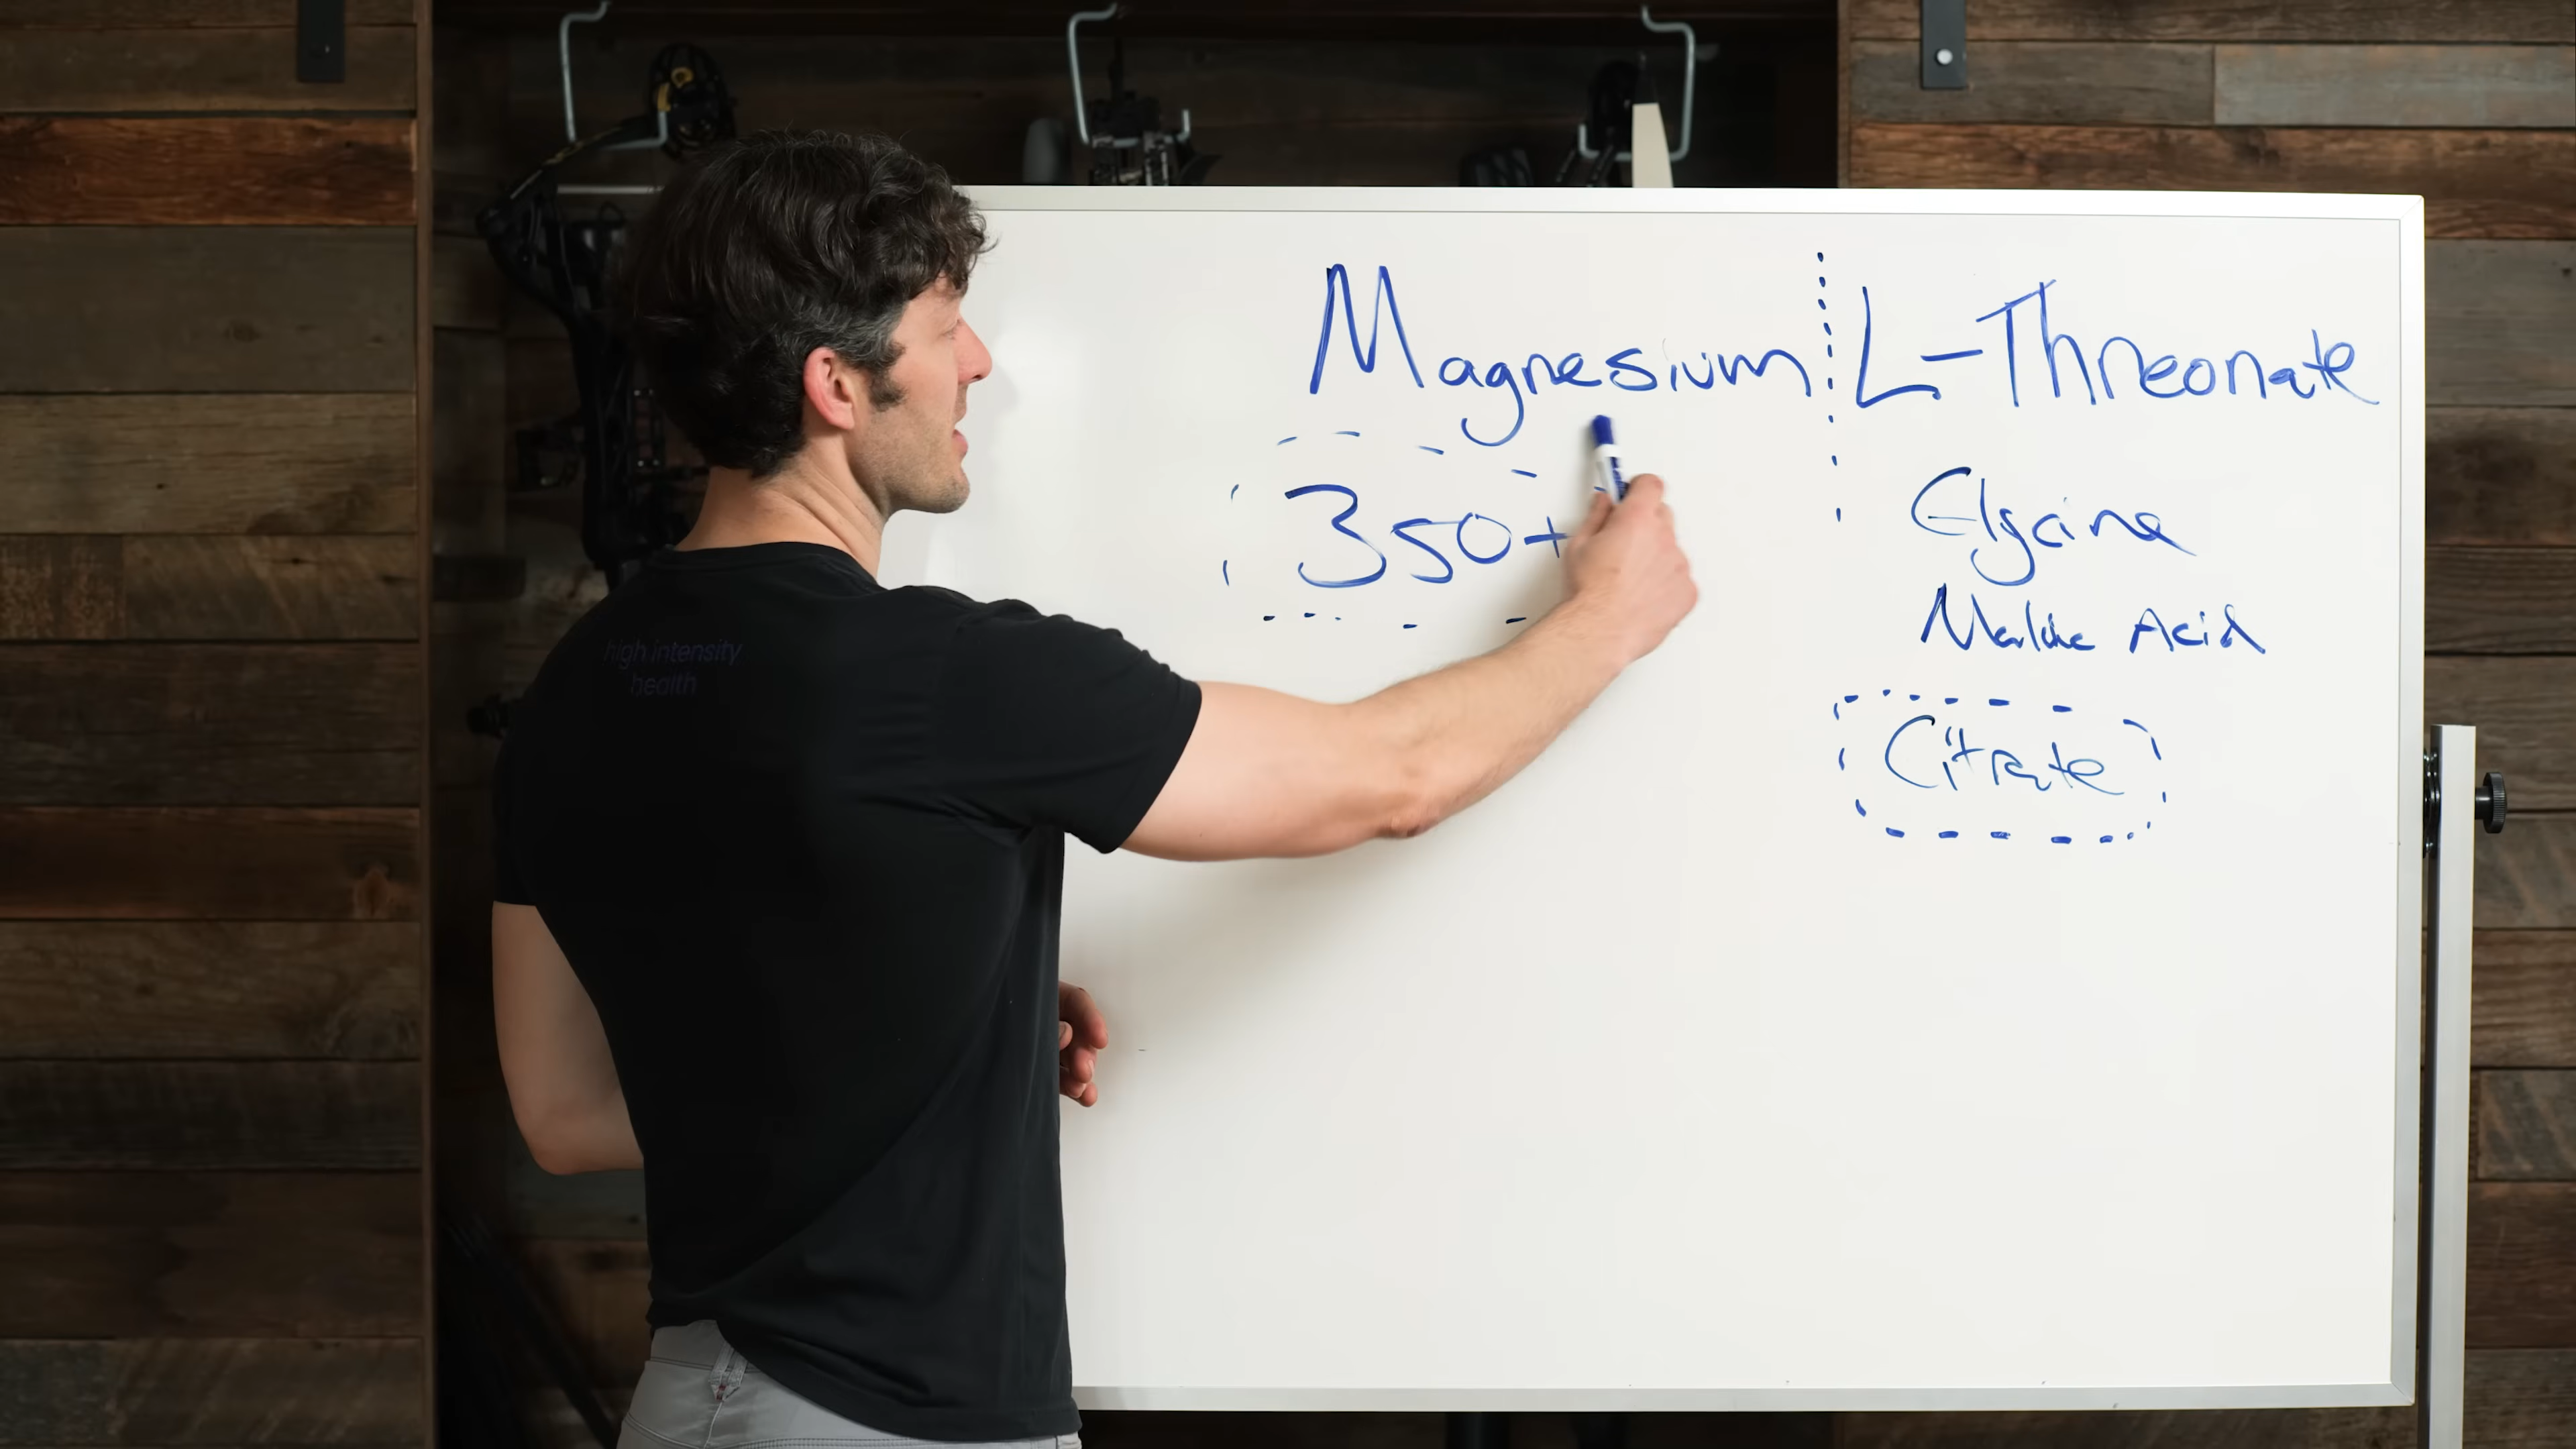 Magnesium L-Threonate
350+
Glycine
Malic Acid
Citrate
high intensity
health